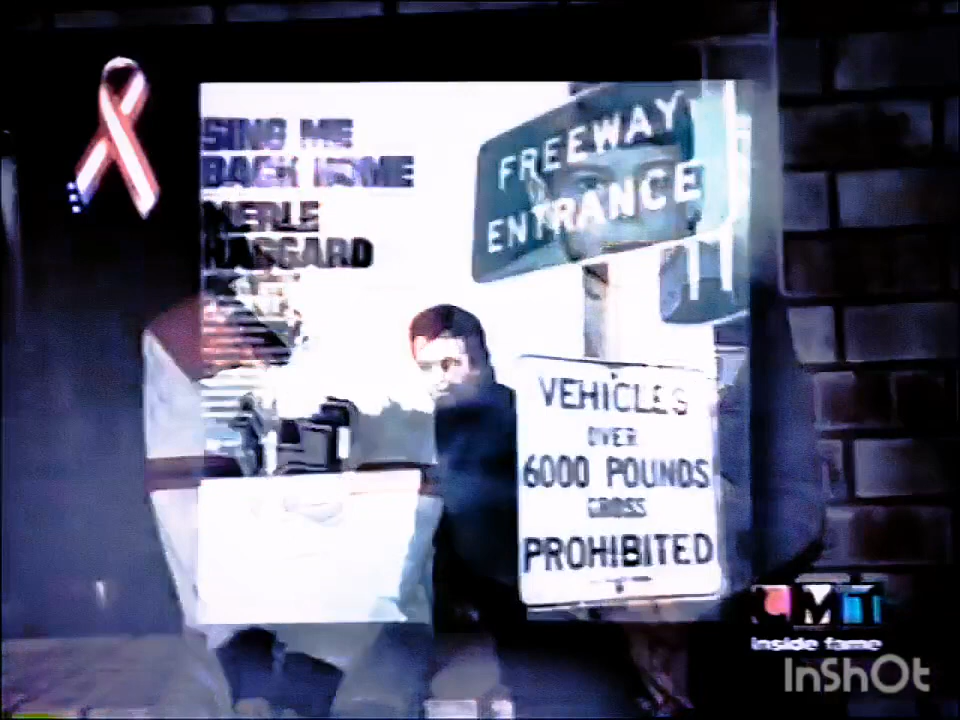 SING ME
BACK HOME
MERLE
HAGGARD
FREEWAY
ENTRANCE
VEHICLES
OVER
6000 POUNDS
GROSS
PROHIBITED
CMT
inside fame
InShOt